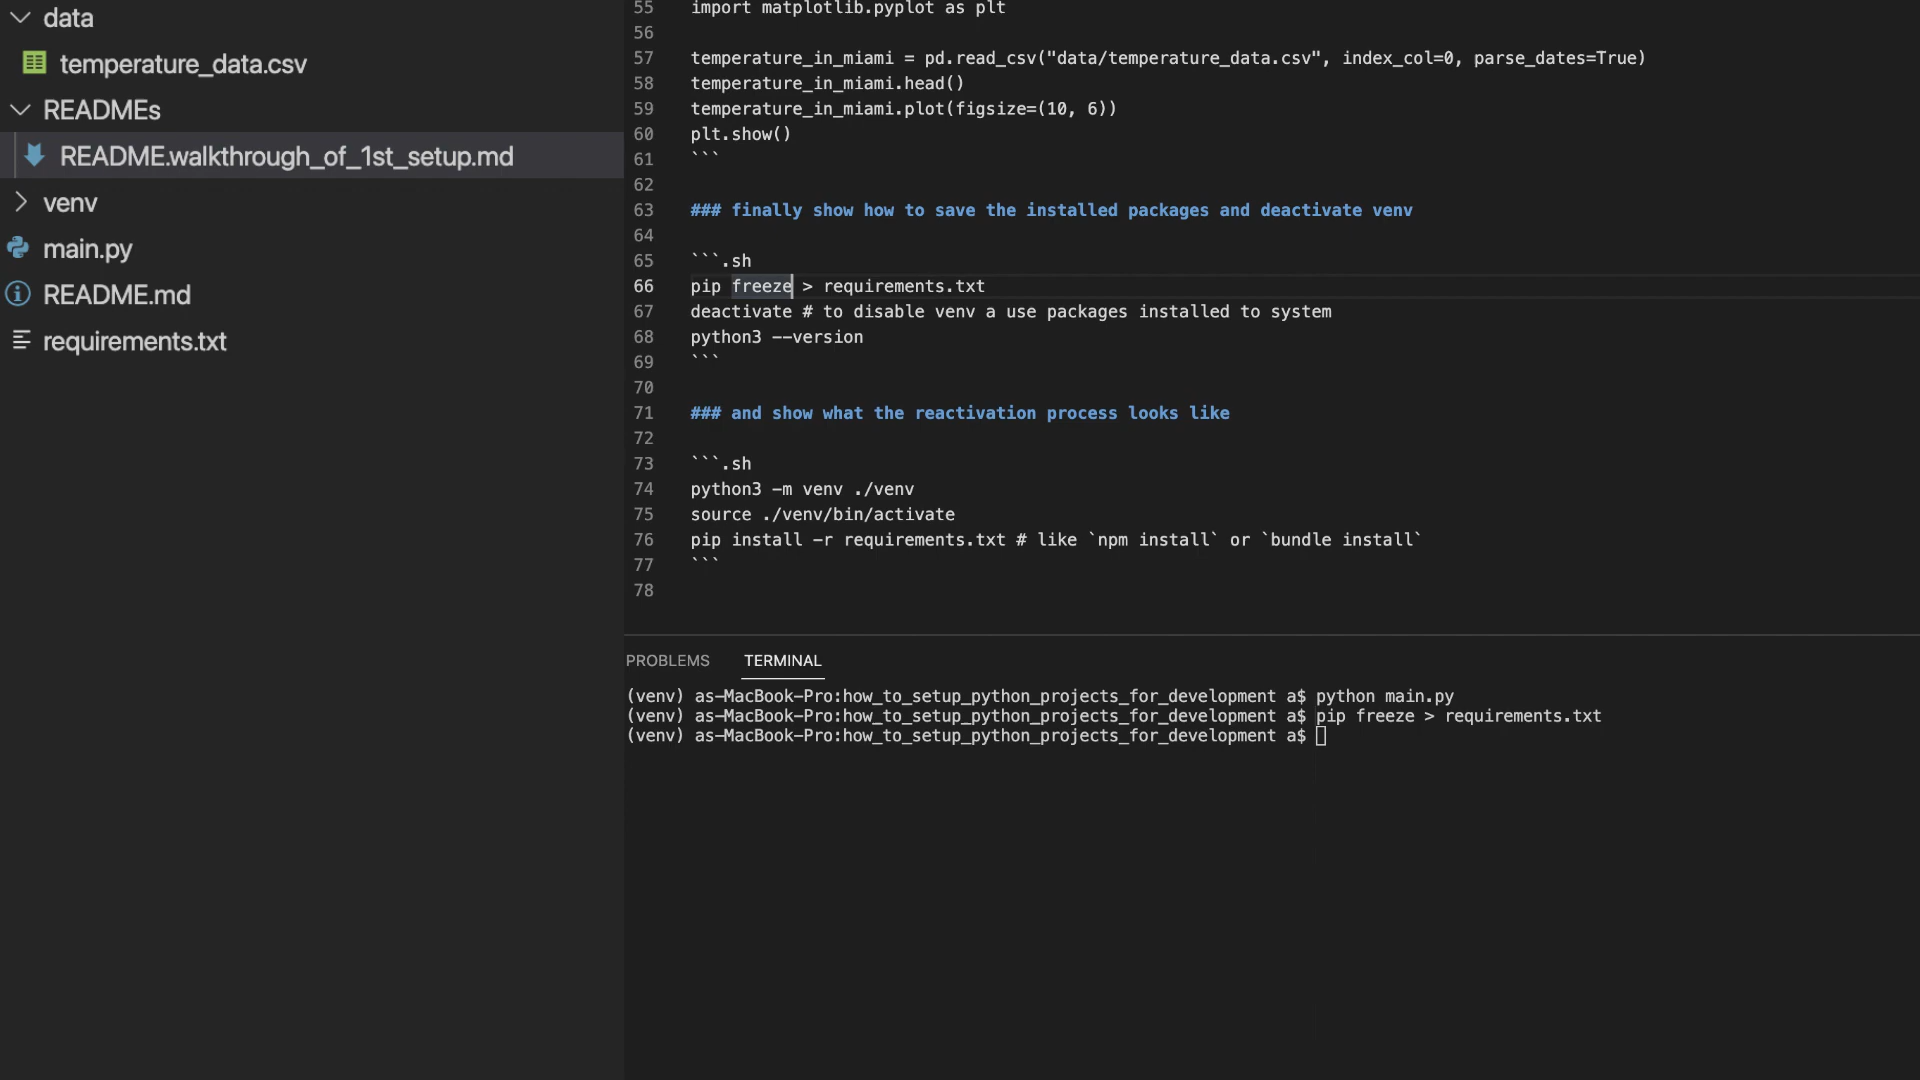 data
temperature_data.csv
READMEs
README.walkthrough_of_1st_setup.md
venv
main.py
README.md
requirements.txt
55 import matplotlib.pyplot as plt
56
57 temperature_in_miami = pd.read_csv("data/temperature_data.csv", index_col=0, parse_dates=True)
58 temperature_in_miami.head()
59 temperature_in_miami.plot(figsize=(10, 6))
60 plt.show()
61 ```
62
63 ### finally show how to save the installed packages and deactivate venv
64
65 ```.sh
66 pip freeze > requirements.txt
67 deactivate # to disable venv a use packages installed to system
68 python3 --version
69 ```
70
71 ### and show what the reactivation process looks like
72
73 ```.sh
74 python3 -m venv ./venv
75 source ./venv/bin/activate
76 pip install -r requirements.txt # like `npm install` or `bundle install`
77 ```
78
PROBLEMS TERMINAL
(venv) as-MacBook-Pro:how_to_setup_python_projects_for_development a$ python main.py
(venv) as-MacBook-Pro:how_to_setup_python_projects_for_development a$ pip freeze > requirements.txt
(venv) as-MacBook-Pro:how_to_setup_python_projects_for_development a$